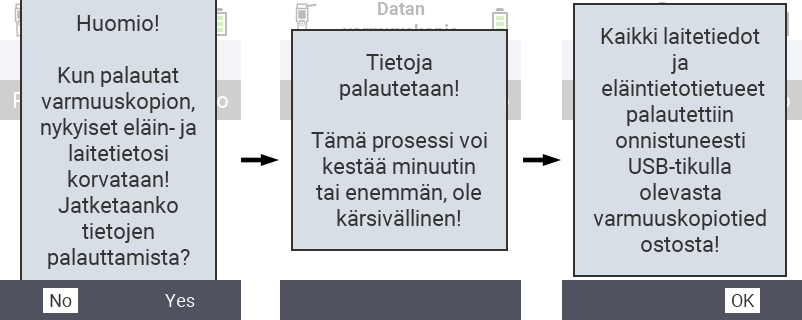 Huomio!
Kun palautat
varmuuskopion,
nykyiset eläin- ja
laitetietosi
korvataan!
Jatketaanko
tietojen
palauttamista?
No
Yes
Datan
Tietoja
palautetaan!
Tämä prosessi voi
kestää minuutin
tai enemmän, ole
kärsivällinen!
Kaikki laitetiedot
ja
eläintietotietueet
palautettiin
onnistuneesti
USB-tikulla
olevasta
varmuuskopiotied
ostosta!
OK